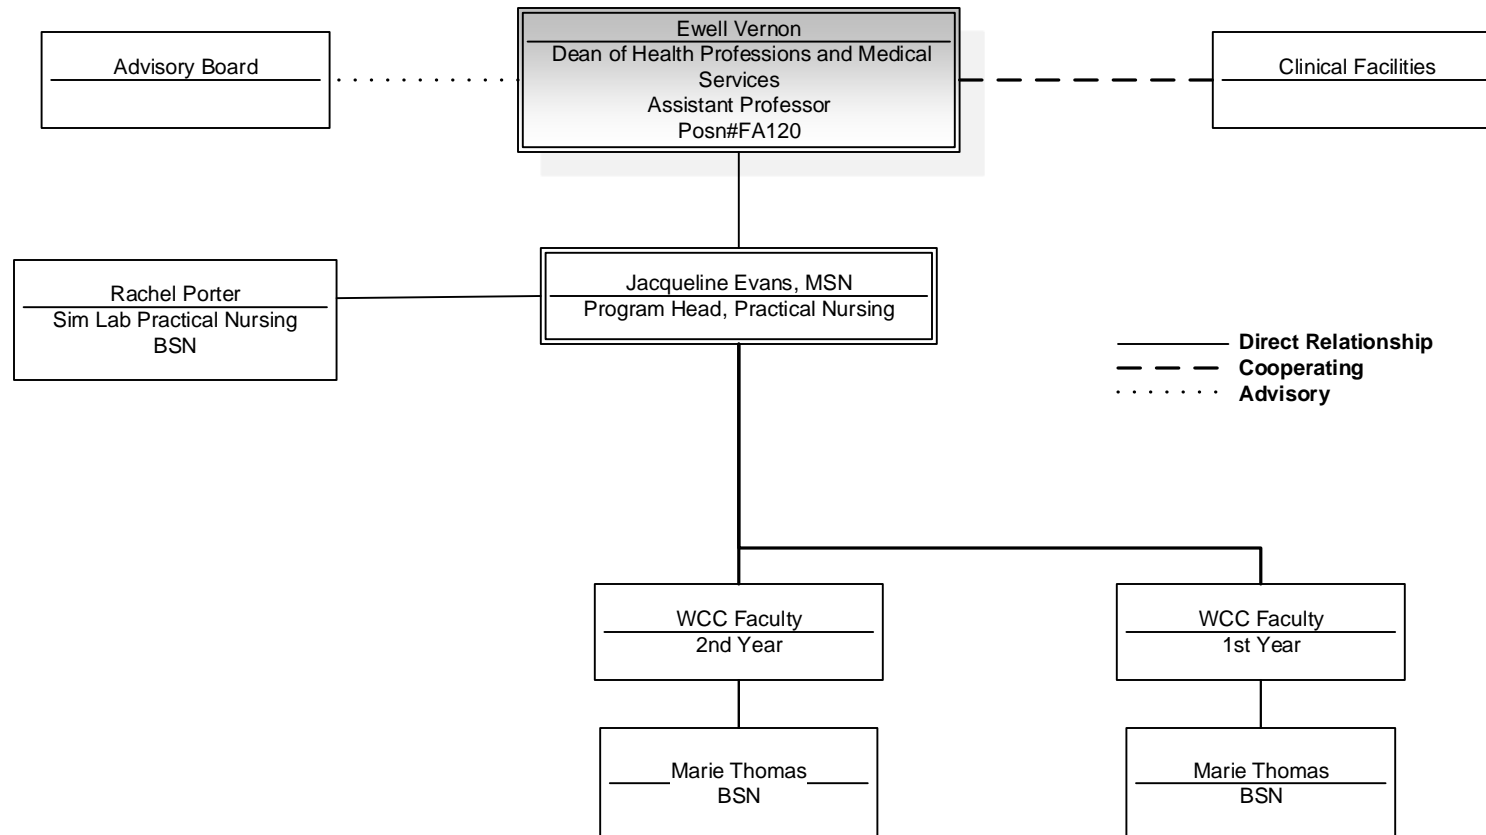 Advisory Board
Ewell Vernon
Dean of Health Professions and Medical
Services
Assistant Professor
Posn#FA120
Clinical Facilities
Rachel Porter
Sim Lab Practical Nursing
BSN
Jacqueline Evans, MSN
Program Head, Practical Nursing
Direct Relationship
Cooperating
Advisory
WCC Faculty
2nd Year
WCC Faculty
1st Year
Marie Thomas
BSN
Marie Thomas
BSN